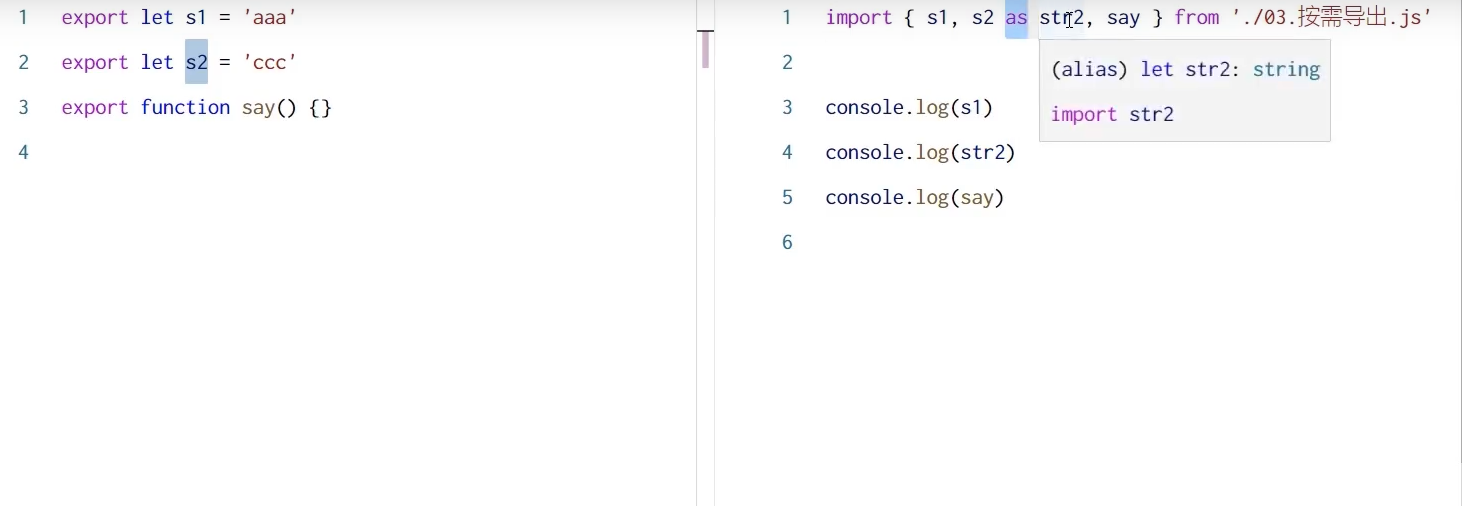 1 export let s1 = 'aaa'
2 export let s2 = 'ccc'
3 export function say() {}
4
1 import { s1, s2 as str2, say } from './03.按需导出.js'
2
3 console.log(s1)
4 console.log(str2)
5 console.log(say)
6
(alias) let str2: string
import str2